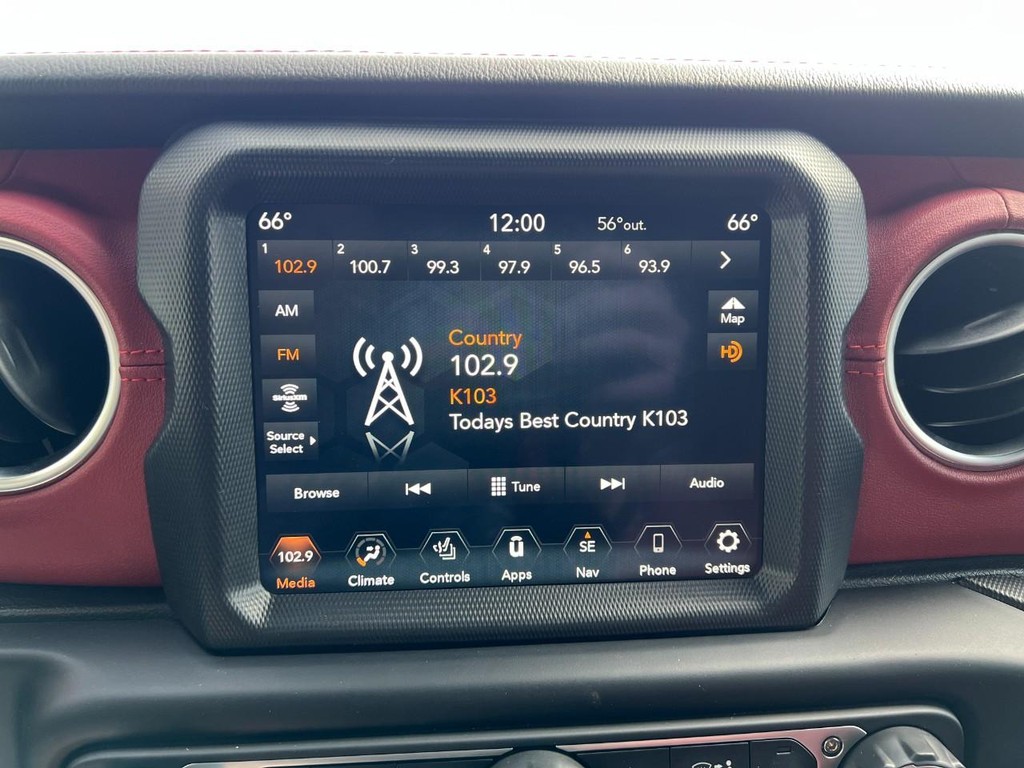 66° 12:00 56°out. 66°
1 2 3 4 5 6
102.9 100.7 99.3 97.9 96.5 93.9
AM
Map
FM
HD
Country
102.9
K103
Todays Best Country K103
SiriusXM
Source
Select
Browse Tune Audio
102.9 SE
Media Climate Controls Apps Nav Phone Settings